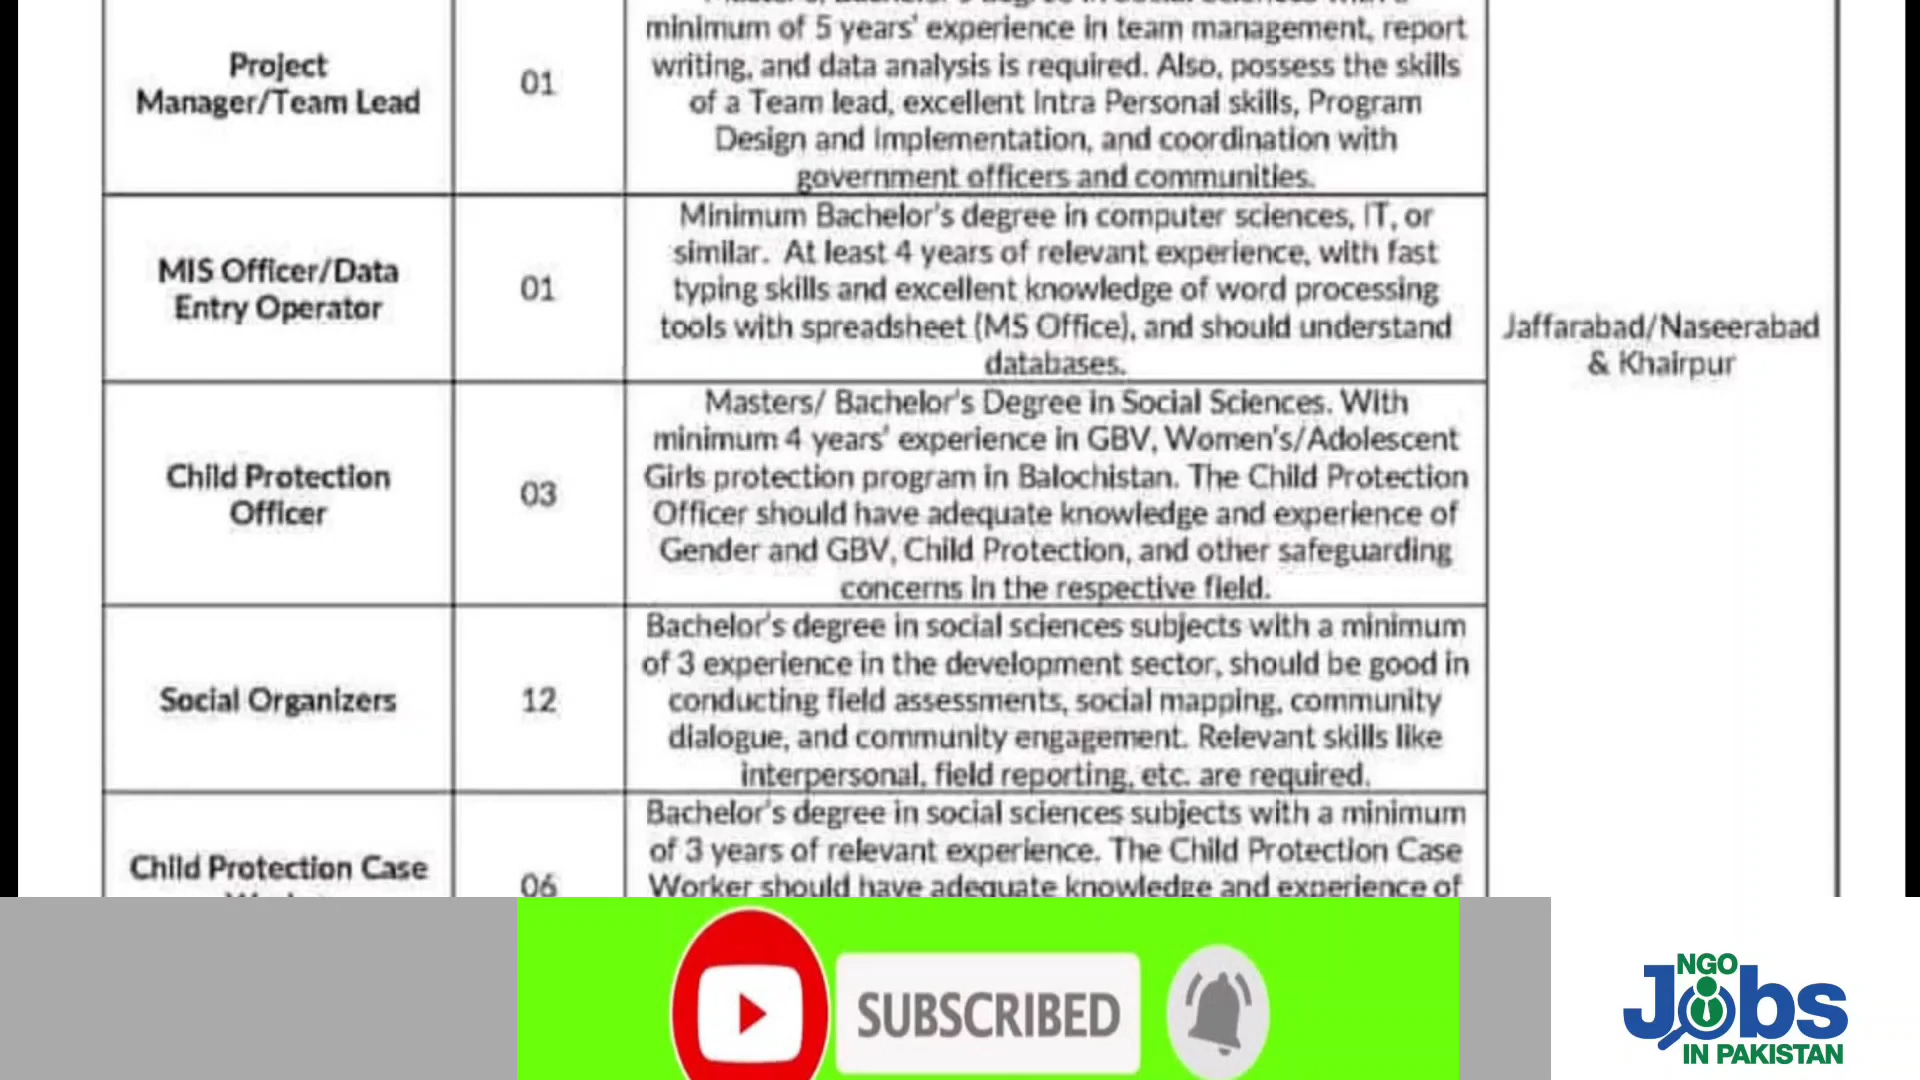 minimum of 5 years' experience in team management, report
Project
writing, and data analysis is required. Also, possess the skills
Manager/Team Lead
01
of a Team lead, excellent Intra Personal skills, Program
Design and Implementation, and coordination with
government officers and communities.
MIS Officer/Data
Entry Operator
01
Minimum Bachelor's degree in computer sciences, IT, or
similar. At least 4 years of relevant experience, with fast
typing skills and excellent knowledge of word processing
tools with spreadsheet (MS Office), and should understand
databases.
Jaffarabad/Naseerabad
& Khairpur
Child Protection
Officer
03
Masters/ Bachelor's Degree in Social Sciences. With
minimum 4 years' experience in GBV, Women's/Adolescent
Girls protection program in Balochistan. The Child Protection
Officer should have adequate knowledge and experience of
Gender and GBV, Child Protection, and other safeguarding
concerns in the respective field.
Social Organizers
12
Bachelor's degree in social sciences subjects with a minimum
of 3 experience in the development sector, should be good in
conducting field assessments, social mapping, community
dialogue, and community engagement. Relevant skills like
interpersonal, field reporting, etc. are required.
Child Protection Case
06
Bachelor's degree in social sciences subjects with a minimum
of 3 years of relevant experience. The Child Protection Case
Worker should have adequate knowledge and experience of
SUBSCRIBED
NGO
Jobs
IN PAKISTAN